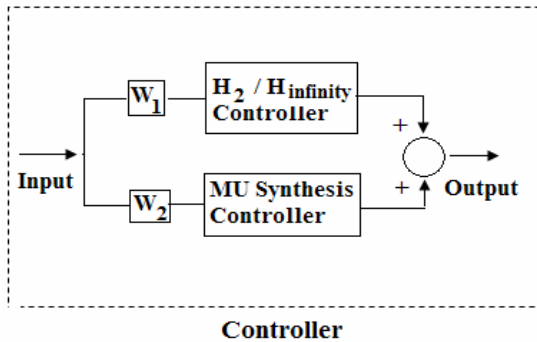 W1
H2 / Hinfinity
Controller
+
Input
+
Output
W2
MU Synthesis
Controller
Controller